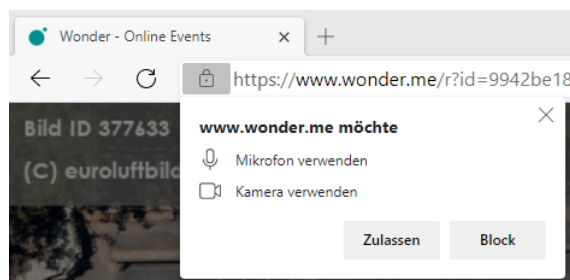 Wonder - Online Events
https://www.wonder.me/r?id=9942be18
Bild ID 377633
(C) euroluftbild
www.wonder.me möchte
Mikrofon verwenden
Kamera verwenden
Zulassen
Block